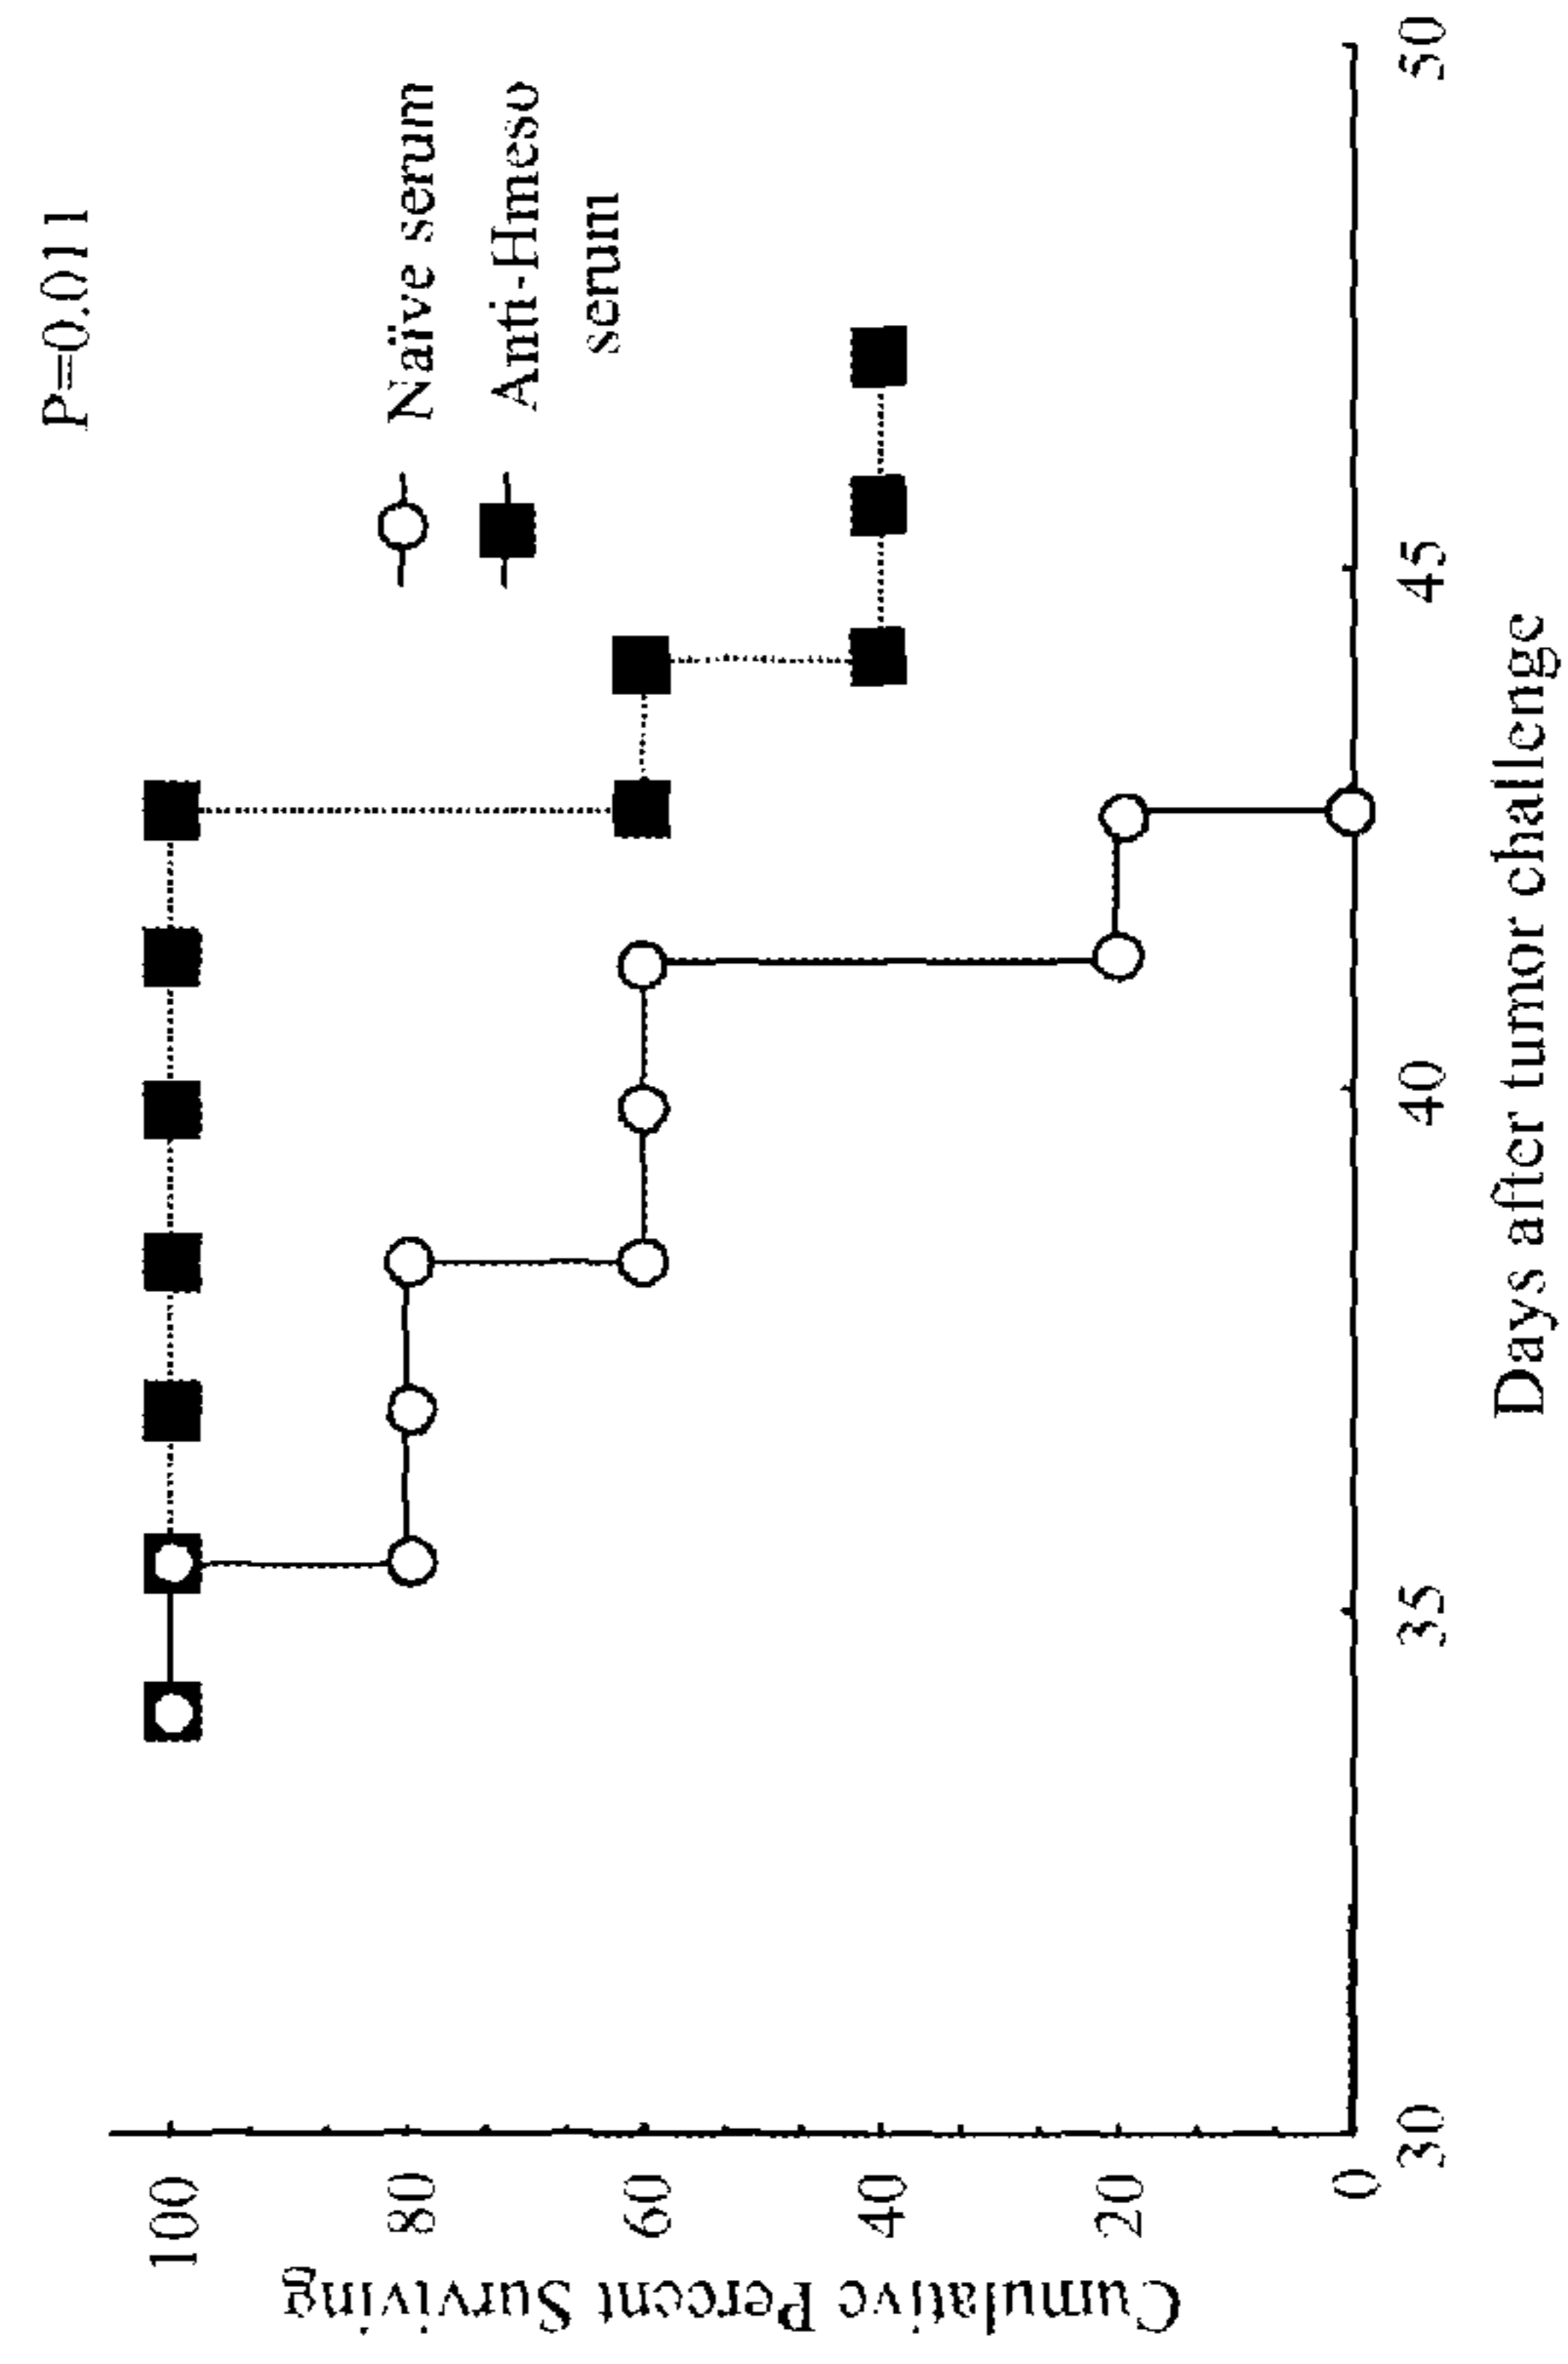 P=0.011
Naïve serum
Anti-Hmeso
serum
100
80
60
40
20
0
Cumulative Percent Surviving
30
35
40
45
50
Days after tumor challenge